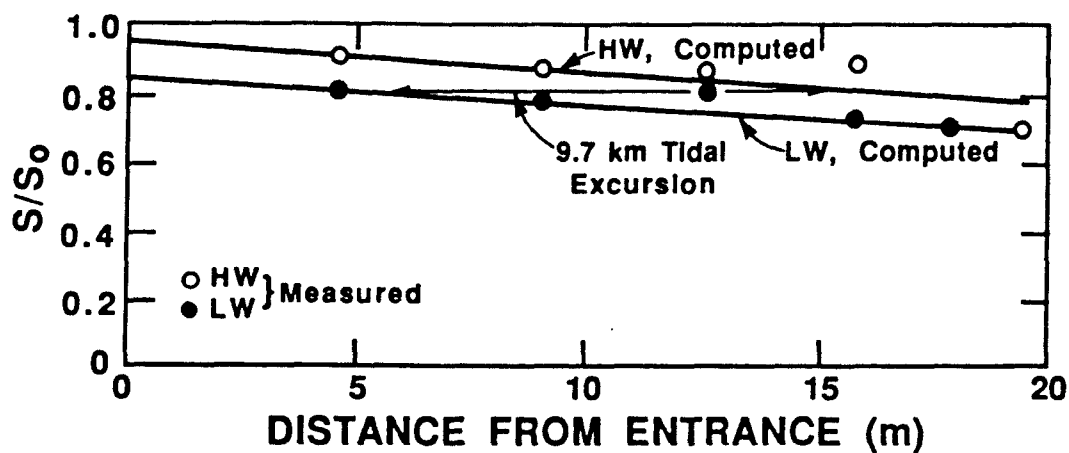 1.0
0.8
0.6
0.4
0.2
0
S/So
HW, Computed
9.7 km Tidal
Excursion
LW, Computed
HW
LW
} Measured
0 5 10 15 20
DISTANCE FROM ENTRANCE (m)